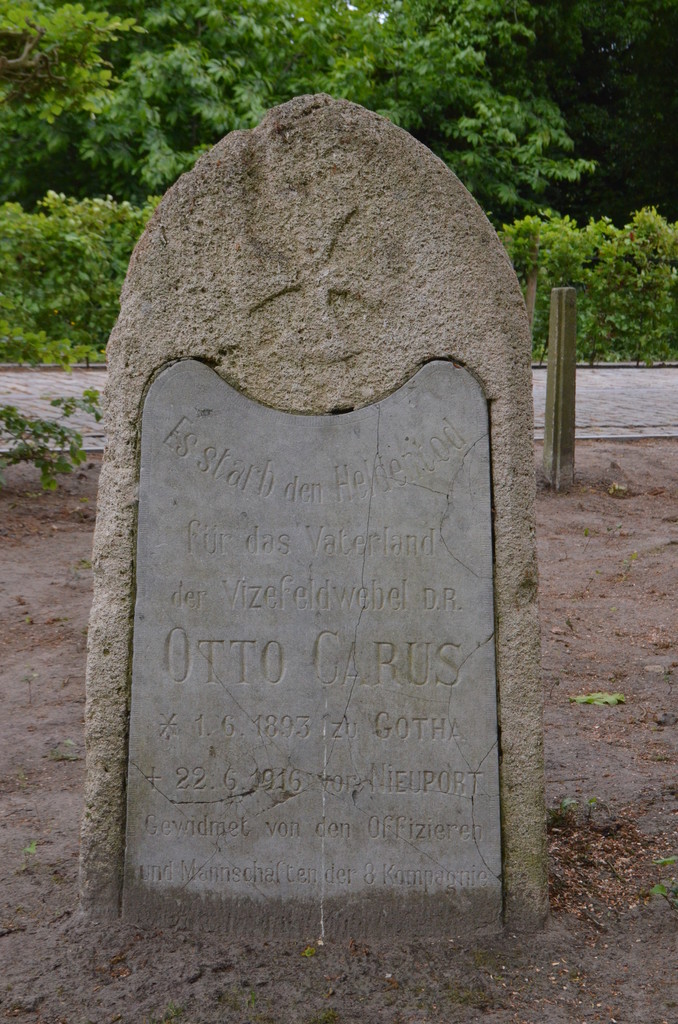 Es starb den Heldentod
für das Vaterland
der Vizefeldwebel D.R.
OTTO CARUS
* 1. 6. 1893 zu GOTHA
+ 22. 6. 1916 vor NIEUPORT
Gewidmet von den Offizieren
und Mannschaften der 8 Kompagnie